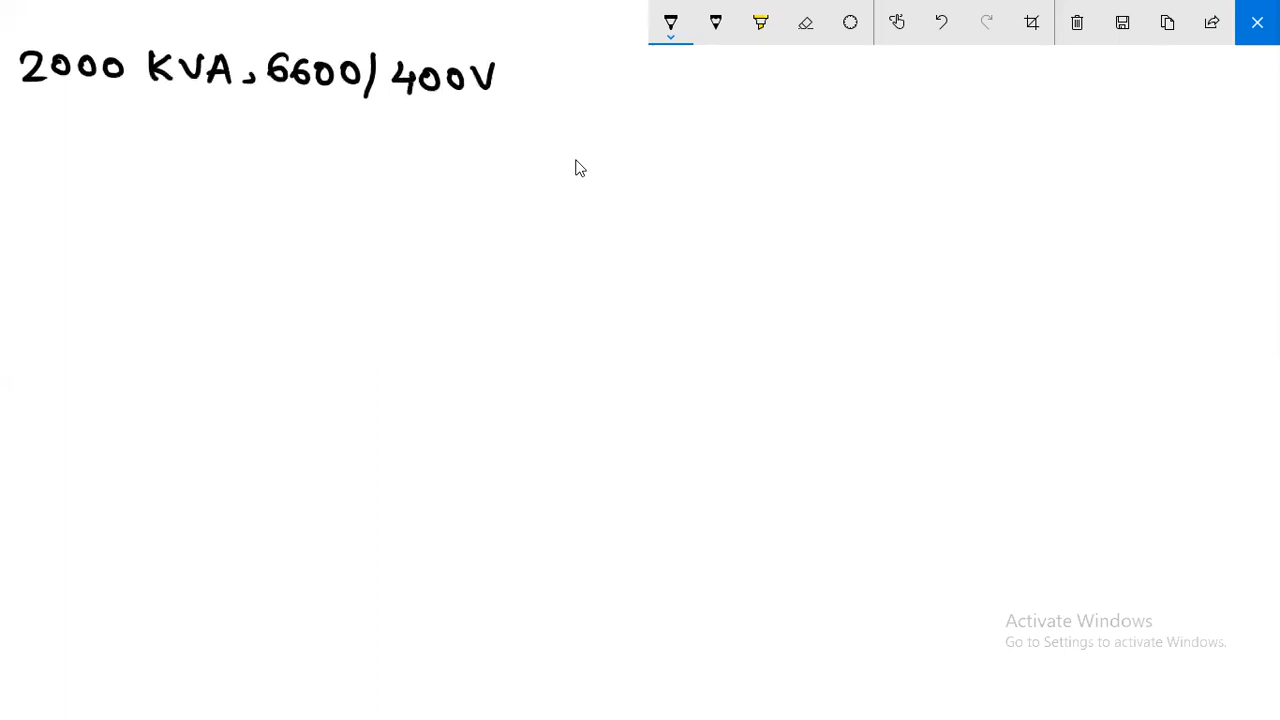 2000 KVA, 6600/400V
Activate Windows
Go to Settings to activate Windows.